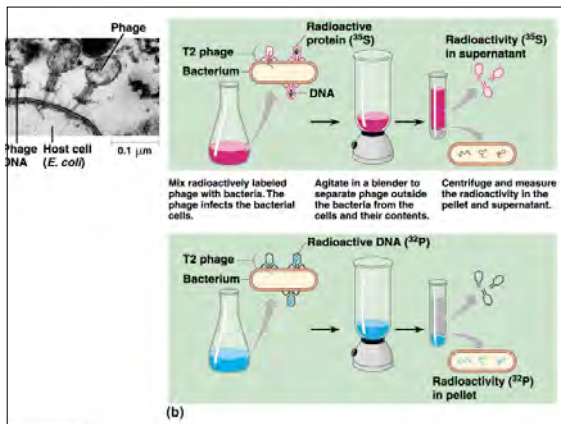 Phage
Phage
DNA
Host cell
(E. coli)
0.1 μm
Radioactive
protein (³⁵S)
T2 phage
Bacterium
DNA
Radioactivity (³⁵S)
in supernatant
Mix radioactively labeled
phage with bacteria. The
phage infects the bacterial
cells.
Agitate in a blender to
separate phage outside
the bacteria from the
cells and their contents.
Centrifuge and measure
the radioactivity in the
pellet and supernatant.
Radioactive DNA (³²P)
T2 phage
Bacterium
Radioactivity (³²P)
in pellet
(b)